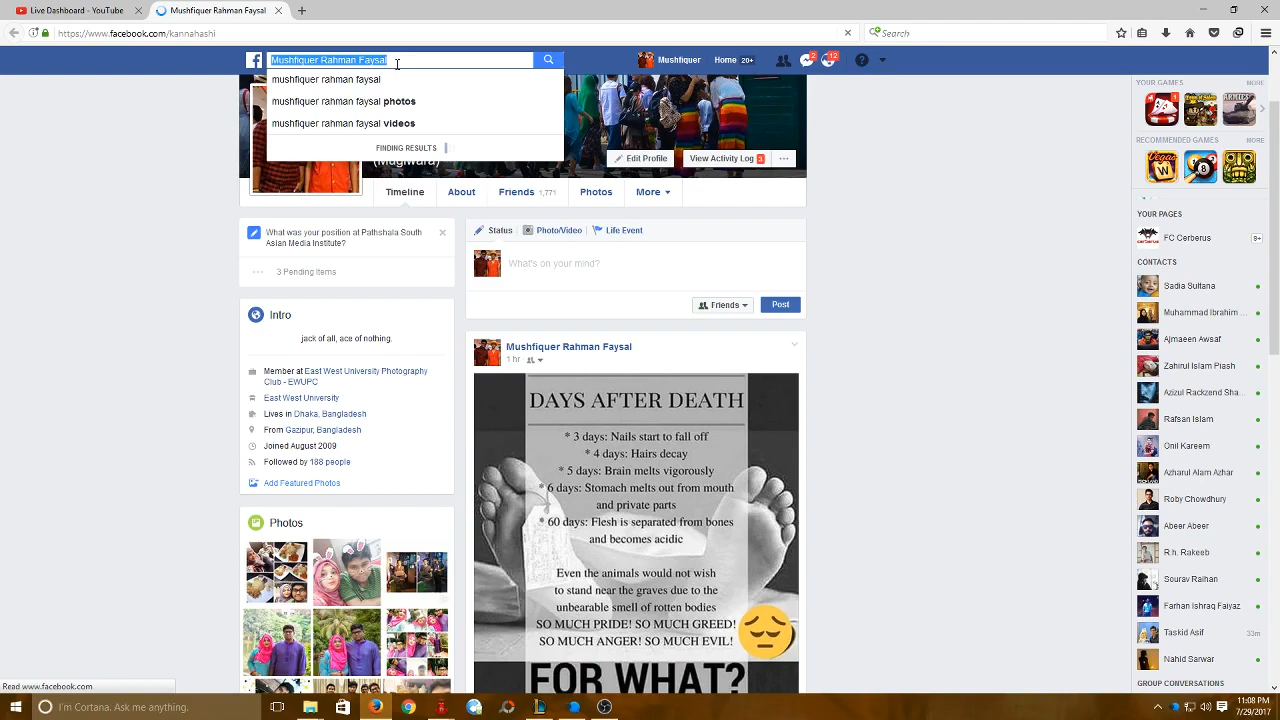 Live Dashboard - YouTube
Mushfiquer Rahman Faysal
https://www.facebook.com/kannahashi
Search
Mushfiquer Rahman Faysal
Mushfiquer
Home 20+
2
12
mushfiquer rahman faysal
mushfiquer rahman faysal photos
mushfiquer rahman faysal videos
FINDING RESULTS
(Mugiwara)
Edit Profile
View Activity Log 3
Timeline
About
Friends 1,771
Photos
More
What was your position at Pathshala South
Asian Media Institute?
3 Pending Items
Intro
jack of all, ace of nothing.
Member at East West University Photography
Club - EWUPC
East West University
Lives in Dhaka, Bangladesh
From Gazipur, Bangladesh
Joined August 2009
Followed by 188 people
Add Featured Photos
Photos
Status
Photo/Video
Life Event
What's on your mind?
Friends
Post
Mushfiquer Rahman Faysal
1 hr
DAYS AFTER DEATH
* 3 days: Nails start to fall off
* 4 days: Hairs decay
* 5 days: Brain melts vigorously
* 6 days: Stomach melts out from mouth
and private parts
* 60 days: Flesh is separated from bones
and becomes acidic
Even the animals would not wish
to stand near the graves due to the
unbearable smell of rotten bodies
SO MUCH PRIDE! SO MUCH GREED!
SO MUCH ANGER! SO MUCH EVIL!
FOR WHAT?
YOUR GAMES
MORE
RECOMMENDED GAMES
MORE
YOUR PAGES
FC Cerberus
9+
CONTACTS
Sadia Sultana
Muhammad Ibrahim ...
Ajmaeen Awsaf
Zahirul Islam Piash
Azizul Rackzend Sha...
Rafsan Islam
Onil Kareem
Azharul Alam Azhar
Roby Chowdhury
Abeer Abeer
R.h. Rakeeb
Sourav Raihan
Farhan Ishraq Faiyaz
Taskid Asif
33m
Nahid Sarwar
GROUP CONVERSATIONS
Read www.facebook.com
I'm Cortana. Ask me anything.
11:08 PM
7/29/2017